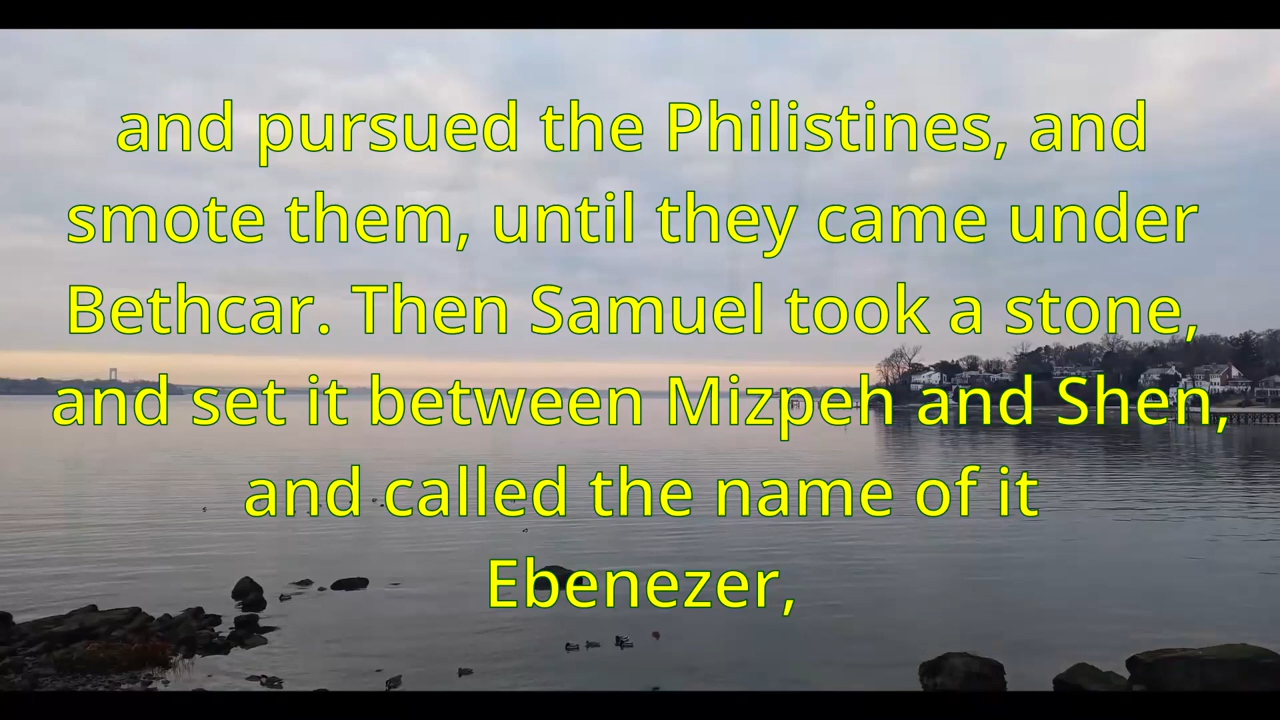 and pursued the Philistines, and
smote them, until they came under
Bethcar. Then Samuel took a stone,
and set it between Mizpeh and Shen,
and called the name of it
Ebenezer,